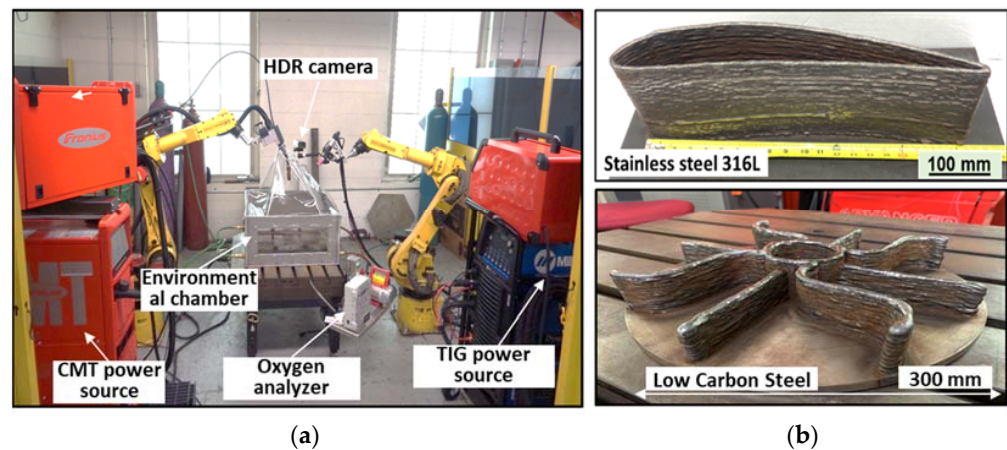 HDR camera
Fronius
Environment
al chamber
CMT power
source
Oxygen
analyzer
TIG power
source
Stainless steel 316L
100 mm
ADVANCED
Low Carbon Steel
300 mm
(a)
(b)